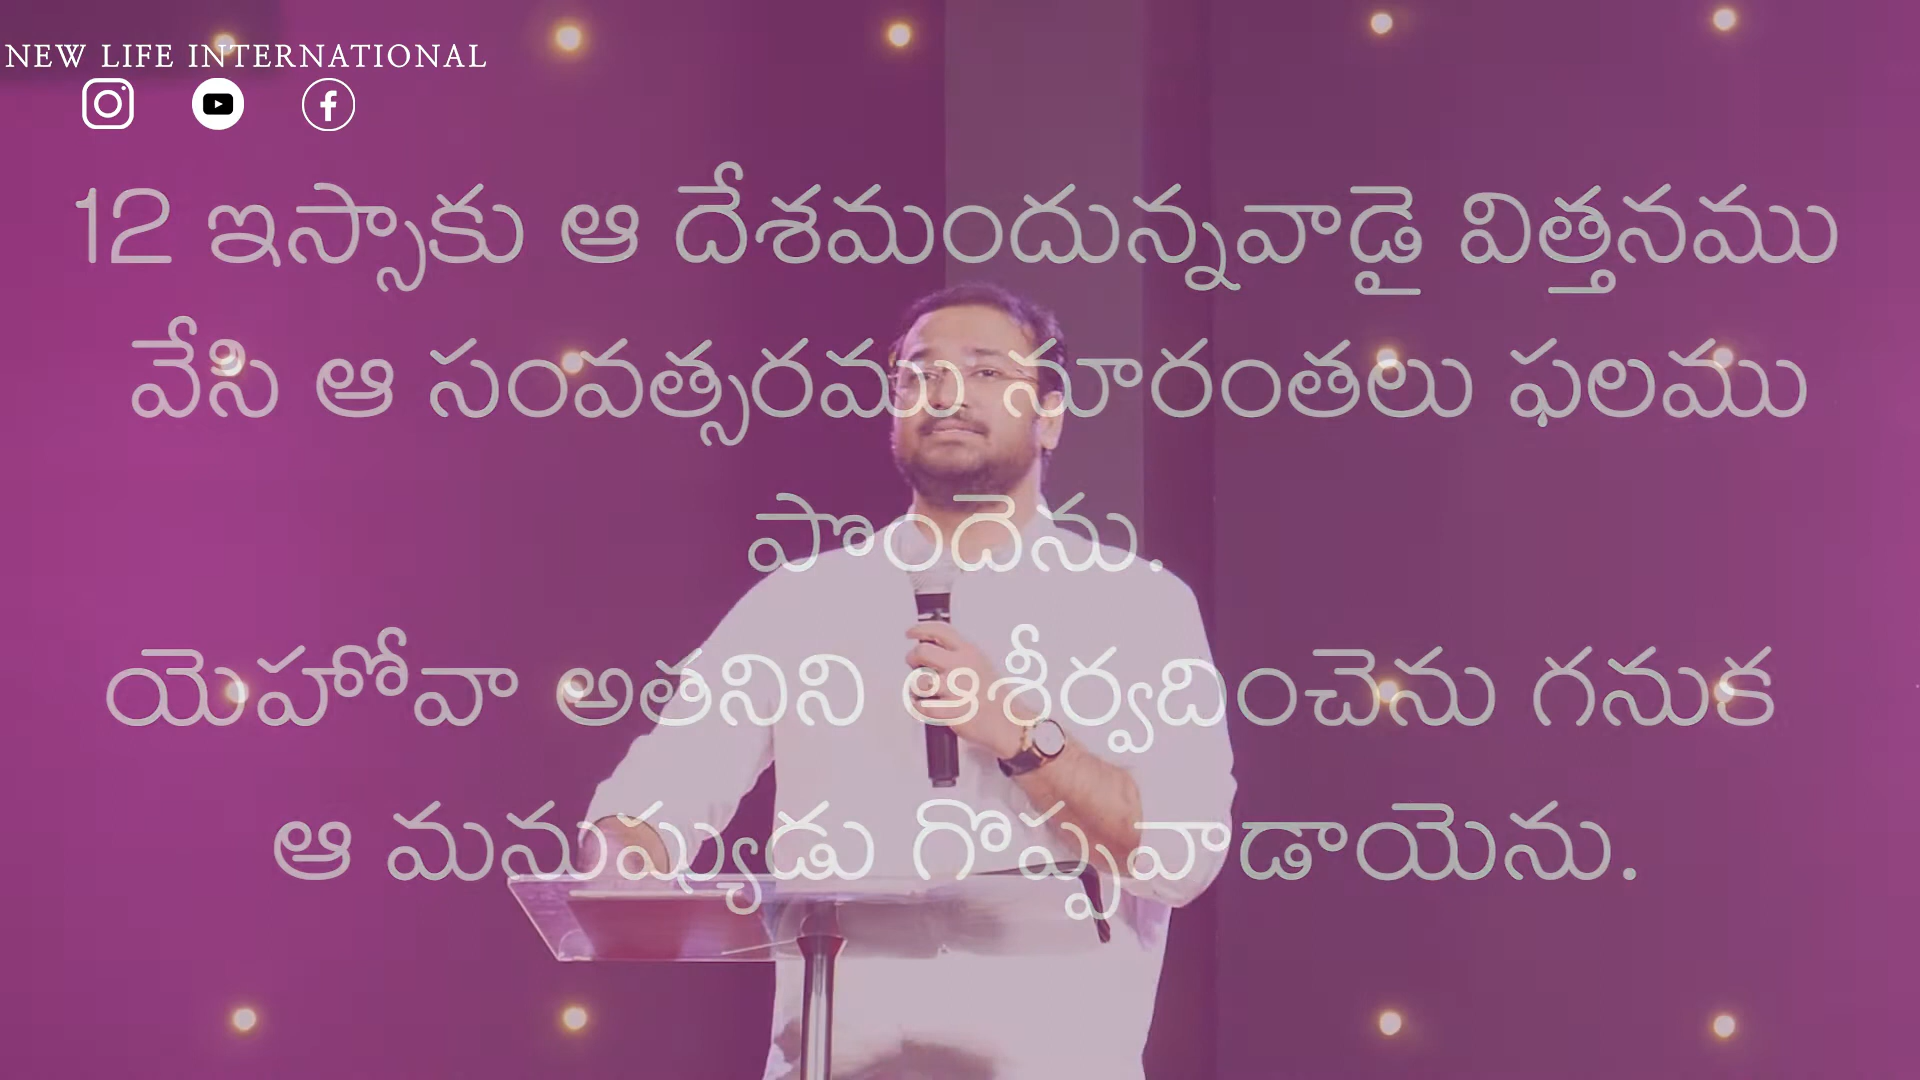 NEW LIFE INTERNATIONAL
12 ఇస్సాకు ఆ దేశమందున్నవాడై విత్తనము
వేసి ఆ సంవత్సరము నూరంతలు ఫలము
పొందెను.
యెహోవా అతనిని ఆశీర్వదించెను గనుక
ఆ మనుష్యుడు గొప్పవాడాయెను.